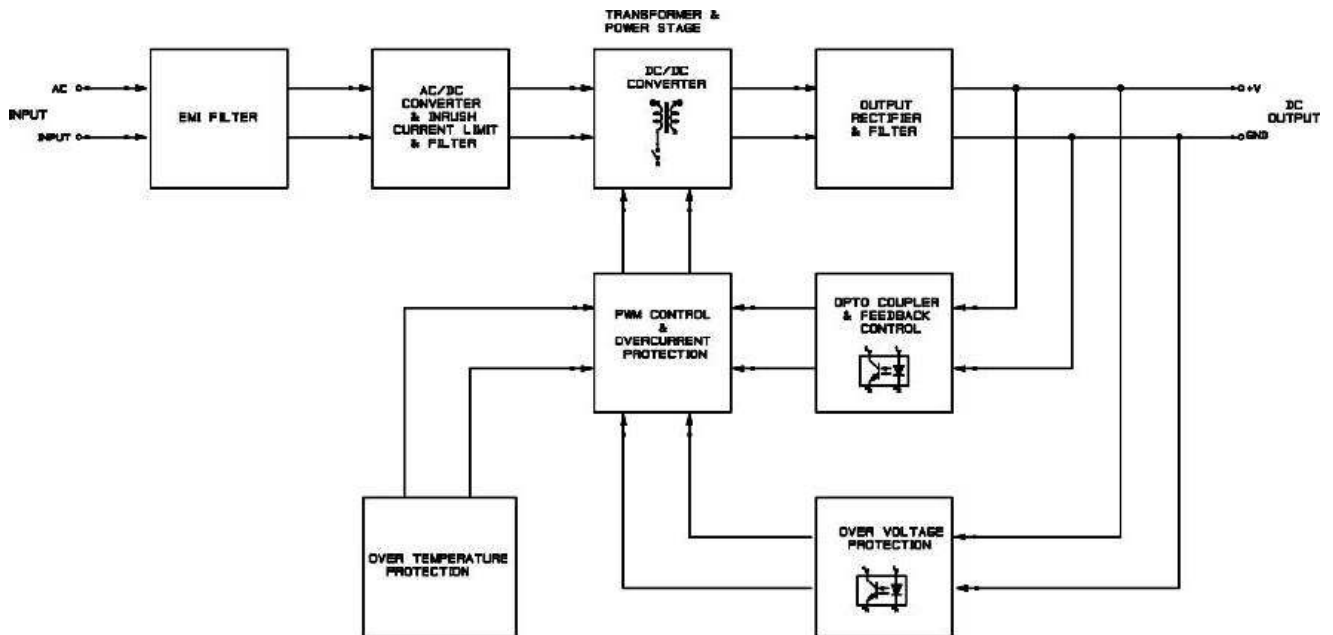 TRANSFORMER &
POWER STAGE
AC
INPUT
INPUT
EMI FILTER
AC/DC
CONVERTER
& INRUSH
CURRENT LIMIT
& FILTER
DC/DC
CONVERTER
OUTPUT
RECTIFIER
& FILTER
+V
GND
DC
OUTPUT
PWM CONTROL
&
OVERCURRENT
PROTECTION
OPTO COUPLER
& FEEDBACK
CONTROL
OVER TEMPERATURE
PROTECTION
OVER VOLTAGE
PROTECTION